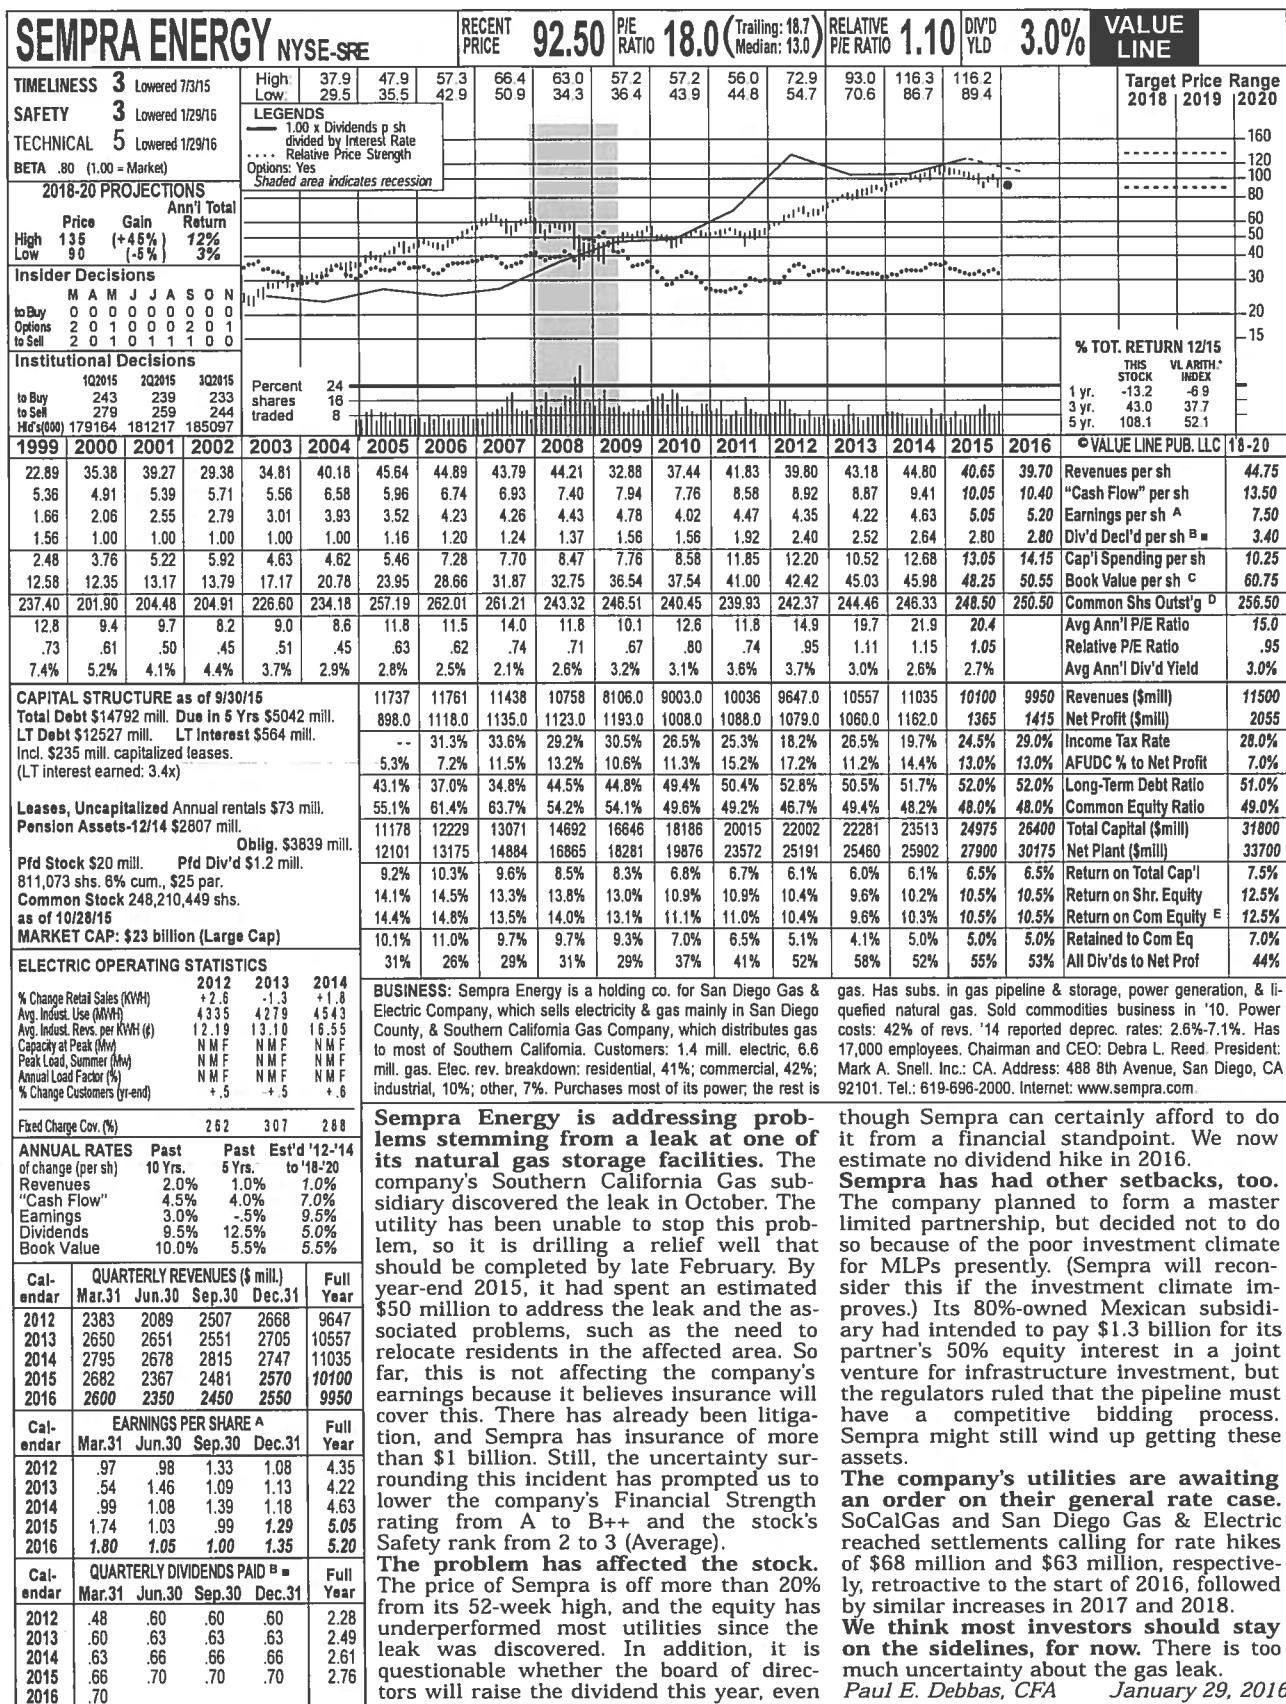 SEMPRA ENERGY NYSE-SRE
RECENT PRICE 92.50 P/E RATIO 18.0 (Trailing: 18.7 Median: 13.0) RELATIVE P/E RATIO 1.10 DIV'D YLD 3.0% VALUE LINE
TIMELINESS 3 Lowered 7/3/15
SAFETY 3 Lowered 1/29/16
TECHNICAL 5 Lowered 1/29/16
BETA .80 (1.00 = Market)
High: 37.9 47.9 57.3 66.4 63.0 57.2 57.2 56.0 72.9 93.0 116.3 116.2
Low: 29.5 35.5 42.9 50.9 34.3 36.4 43.9 44.8 54.7 70.6 86.7 89.4
Target Price Range
2018 2019 2020
LEGENDS
1.00 x Dividends p sh
divided by Interest Rate
Relative Price Strength
Options: Yes
Shaded area indicates recession
160
120
100
80
60
50
40
30
20
15
2018-20 PROJECTIONS
Ann'l Total
Price Gain Return
High 135 (+45%) 12%
Low 90 (-5%) 3%
Insider Decisions
M A M J J A S O N
to Buy 0 0 0 0 0 0 0 0 0
Options 2 0 1 0 0 0 2 0 1
to Sell 2 0 1 0 1 1 1 0 0
Institutional Decisions
1Q2015 2Q2015 3Q2015
to Buy 243 239 233
to Sell 279 259 244
Hld's(000) 179164 181217 185097
Percent 24
shares 16
traded 8
% TOT. RETURN 12/15
THIS VL ARITH.*
STOCK INDEX
1 yr. -13.2 -6.9
3 yr. 43.0 37.7
5 yr. 108.1 52.1
1999 2000 2001 2002 2003 2004 2005 2006 2007 2008 2009 2010 2011 2012 2013 2014 2015 2016 © VALUE LINE PUB. LLC 18-20
22.89 35.38 39.27 29.38 34.81 40.18 45.64 44.89 43.79 44.21 32.88 37.44 41.83 39.80 43.18 44.80 40.65 39.70 Revenues per sh 44.75
5.36 4.91 5.39 5.71 5.56 6.58 5.96 6.74 6.93 7.40 7.94 7.76 8.58 8.92 8.87 9.41 10.05 10.40 "Cash Flow" per sh 13.50
1.66 2.06 2.55 2.79 3.01 3.93 3.52 4.23 4.26 4.43 4.78 4.02 4.47 4.35 4.22 4.63 5.05 5.20 Earnings per sh A 7.50
1.56 1.00 1.00 1.00 1.00 1.00 1.16 1.20 1.24 1.37 1.56 1.56 1.92 2.40 2.52 2.64 2.80 2.80 Div'd Decl'd per sh B ■ 3.40
2.48 3.76 5.22 5.92 4.63 4.62 5.46 7.28 7.70 8.47 7.76 8.58 11.85 12.20 10.52 12.68 13.05 14.15 Cap'l Spending per sh 10.25
12.58 12.35 13.17 13.79 17.17 20.78 23.95 28.66 31.87 32.75 36.54 37.54 41.00 42.42 45.03 45.98 48.25 50.55 Book Value per sh C 60.75
237.40 201.90 204.48 204.91 226.60 234.18 257.19 262.01 261.21 243.32 246.51 240.45 239.93 242.37 244.46 246.33 248.50 250.50 Common Shs Outst'g D 256.50
12.8 9.4 9.7 8.2 9.0 8.6 11.8 11.5 14.0 11.8 10.1 12.6 11.8 14.9 19.7 21.9 20.4 Avg Ann'l P/E Ratio 15.0
.73 .61 .50 .45 .51 .45 .63 .62 .74 .71 .67 .80 .74 .95 1.11 1.15 1.05 Relative P/E Ratio .95
7.4% 5.2% 4.1% 4.4% 3.7% 2.9% 2.8% 2.5% 2.1% 2.6% 3.2% 3.1% 3.6% 3.7% 3.0% 2.6% 2.7% Avg Ann'l Div'd Yield 3.0%
CAPITAL STRUCTURE as of 9/30/15
Total Debt $14792 mill. Due in 5 Yrs $5042 mill.
LT Debt $12527 mill. LT Interest $564 mill.
Incl. $235 mill. capitalized leases.
(LT interest earned: 3.4x)
Leases, Uncapitalized Annual rentals $73 mill.
Pension Assets-12/14 $2807 mill.
Oblig. $3839 mill.
Pfd Stock $20 mill. Pfd Div'd $1.2 mill.
811,073 shs. 6% cum., $25 par.
Common Stock 248,210,449 shs.
as of 10/28/15
MARKET CAP: $23 billion (Large Cap)
11737 11761 11438 10758 8106.0 9003.0 10036 9647.0 10557 11035 10100 9950 Revenues ($mill) 11500
898.0 1118.0 1135.0 1123.0 1193.0 1008.0 1088.0 1079.0 1060.0 1162.0 1365 1415 Net Profit ($mill) 2055
-- 31.3% 33.6% 29.2% 30.5% 26.5% 25.3% 18.2% 26.5% 19.7% 24.5% 29.0% Income Tax Rate 28.0%
5.3% 7.2% 11.5% 13.2% 10.6% 11.3% 15.2% 17.2% 11.2% 14.4% 13.0% 13.0% AFUDC % to Net Profit 7.0%
43.1% 37.0% 34.8% 44.5% 44.8% 49.4% 50.4% 52.8% 50.5% 51.7% 52.0% 52.0% Long-Term Debt Ratio 51.0%
55.1% 61.4% 63.7% 54.2% 54.1% 49.6% 49.2% 46.7% 49.4% 48.2% 48.0% 48.0% Common Equity Ratio 49.0%
11178 12229 13071 14692 16646 18186 20015 22002 22281 23513 24975 26400 Total Capital ($mill) 31800
12101 13175 14884 16865 18281 19876 23572 25191 25460 25902 27900 30175 Net Plant ($mill) 33700
9.2% 10.3% 9.6% 8.5% 8.3% 6.8% 6.7% 6.1% 6.0% 6.1% 6.5% 6.5% Return on Total Cap'l 7.5%
14.1% 14.5% 13.3% 13.8% 13.0% 10.9% 10.9% 10.4% 9.6% 10.2% 10.5% 10.5% Return on Shr. Equity 12.5%
14.4% 14.8% 13.5% 14.0% 13.1% 11.1% 11.0% 10.4% 9.6% 10.3% 10.5% 10.5% Return on Com Equity E 12.5%
10.1% 11.0% 9.7% 9.7% 9.3% 7.0% 6.5% 5.1% 4.1% 5.0% 5.0% 5.0% Retained to Com Eq 7.0%
31% 26% 29% 31% 29% 37% 41% 52% 58% 52% 55% 53% All Div'ds to Net Prof 44%
ELECTRIC OPERATING STATISTICS
2012 2013 2014
% Change Retail Sales (KWH) +2.6 -1.3 +1.8
Avg. Indust. Use (MWH) 4335 4279 4543
Avg. Indust. Revs. per KWH (¢) 12.19 13.10 16.55
Capacity at Peak (Mw) NMF NMF NMF
Peak Load, Summer (Mw) NMF NMF NMF
Annual Load Factor (%) NMF NMF NMF
% Change Customers (yr-end) +.5 +.5 +.6
Fixed Charge Cov. (%) 262 307 288
ANNUAL RATES Past Past Est'd '12-'14
of change (per sh) 10 Yrs. 5 Yrs. to '18-'20
Revenues 2.0% 1.0% 1.0%
"Cash Flow" 4.5% 4.0% 7.0%
Earnings 3.0% -.5% 9.5%
Dividends 9.5% 12.5% 5.0%
Book Value 10.0% 5.5% 5.5%
Cal-endar QUARTERLY REVENUES ($ mill.) Full Year
Mar.31 Jun.30 Sep.30 Dec.31
2012 2383 2089 2507 2668 9647
2013 2650 2651 2551 2705 10557
2014 2795 2678 2815 2747 11035
2015 2682 2367 2481 2570 10100
2016 2600 2350 2450 2550 9950
Cal-endar EARNINGS PER SHARE A Full Year
Mar.31 Jun.30 Sep.30 Dec.31
2012 .97 .98 1.33 1.08 4.35
2013 .54 1.46 1.09 1.13 4.22
2014 .99 1.08 1.39 1.18 4.63
2015 1.74 1.03 .99 1.29 5.05
2016 1.80 1.05 1.00 1.35 5.20
Cal-endar QUARTERLY DIVIDENDS PAID B ■ Full Year
Mar.31 Jun.30 Sep.30 Dec.31
2012 .48 .60 .60 .60 2.28
2013 .60 .63 .63 .63 2.49
2014 .63 .66 .66 .66 2.61
2015 .66 .70 .70 .70 2.76
2016 .70
BUSINESS: Sempra Energy is a holding co. for San Diego Gas &
Electric Company, which sells electricity & gas mainly in San Diego
County, & Southern California Gas Company, which distributes gas
to most of Southern California. Customers: 1.4 mill. electric, 6.6
mill. gas. Elec. rev. breakdown: residential, 41%; commercial, 42%;
industrial, 10%; other, 7%. Purchases most of its power; the rest is
gas. Has subs. in gas pipeline & storage, power generation, & li-
quefied natural gas. Sold commodities business in '10. Power
costs: 42% of revs. '14 reported deprec. rates: 2.6%-7.1%. Has
17,000 employees. Chairman and CEO: Debra L. Reed. President:
Mark A. Snell. Inc.: CA. Address: 488 8th Avenue, San Diego, CA
92101. Tel.: 619-696-2000. Internet: www.sempra.com.
Sempra Energy is addressing prob-
lems stemming from a leak at one of
its natural gas storage facilities. The
company's Southern California Gas sub-
sidiary discovered the leak in October. The
utility has been unable to stop this prob-
lem, so it is drilling a relief well that
should be completed by late February. By
year-end 2015, it had spent an estimated
$50 million to address the leak and the as-
sociated problems, such as the need to
relocate residents in the affected area. So
far, this is not affecting the company's
earnings because it believes insurance will
cover this. There has already been litiga-
tion, and Sempra has insurance of more
than $1 billion. Still, the uncertainty sur-
rounding this incident has prompted us to
lower the company's Financial Strength
rating from A to B++ and the stock's
Safety rank from 2 to 3 (Average).
The problem has affected the stock.
The price of Sempra is off more than 20%
from its 52-week high, and the equity has
underperformed most utilities since the
leak was discovered. In addition, it is
questionable whether the board of direc-
tors will raise the dividend this year, even
though Sempra can certainly afford to do
it from a financial standpoint. We now
estimate no dividend hike in 2016.
Sempra has had other setbacks, too.
The company planned to form a master
limited partnership, but decided not to do
so because of the poor investment climate
for MLPs presently. (Sempra will recon-
sider this if the investment climate im-
proves.) Its 80%-owned Mexican subsidi-
ary had intended to pay $1.3 billion for its
partner's 50% equity interest in a joint
venture for infrastructure investment, but
the regulators ruled that the pipeline must
have a competitive bidding process.
Sempra might still wind up getting these
assets.
The company's utilities are awaiting
an order on their general rate case.
SoCalGas and San Diego Gas & Electric
reached settlements calling for rate hikes
of $68 million and $63 million, respective-
ly, retroactive to the start of 2016, followed
by similar increases in 2017 and 2018.
We think most investors should stay
on the sidelines, for now. There is too
much uncertainty about the gas leak.
Paul E. Debbas, CFA January 29, 2016